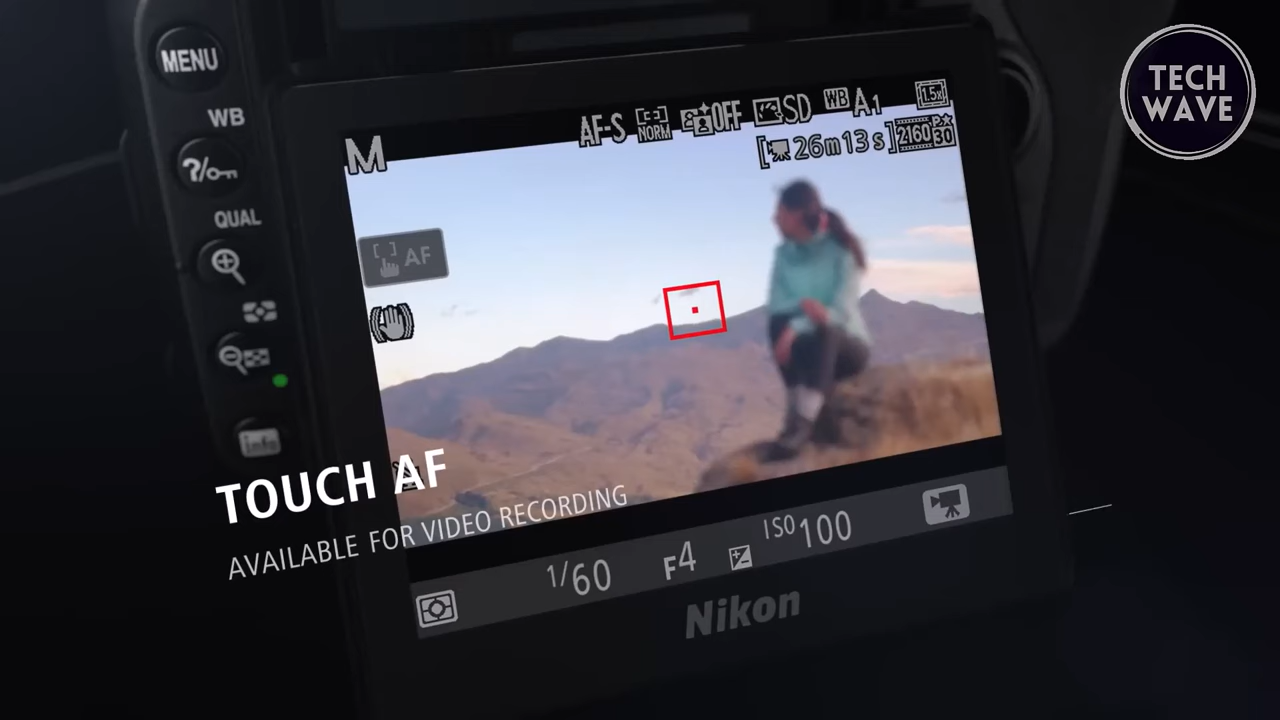 TECH
WAVE
MENU
WB
?/
QUAL
info
M
AF-S
NORM
OFF
SD
WB A1
1.5x
[26m13s]
2160 30
AF
TOUCH AF
AVAILABLE FOR VIDEO RECORDING
1/60
F4
ISO 100
Nikon